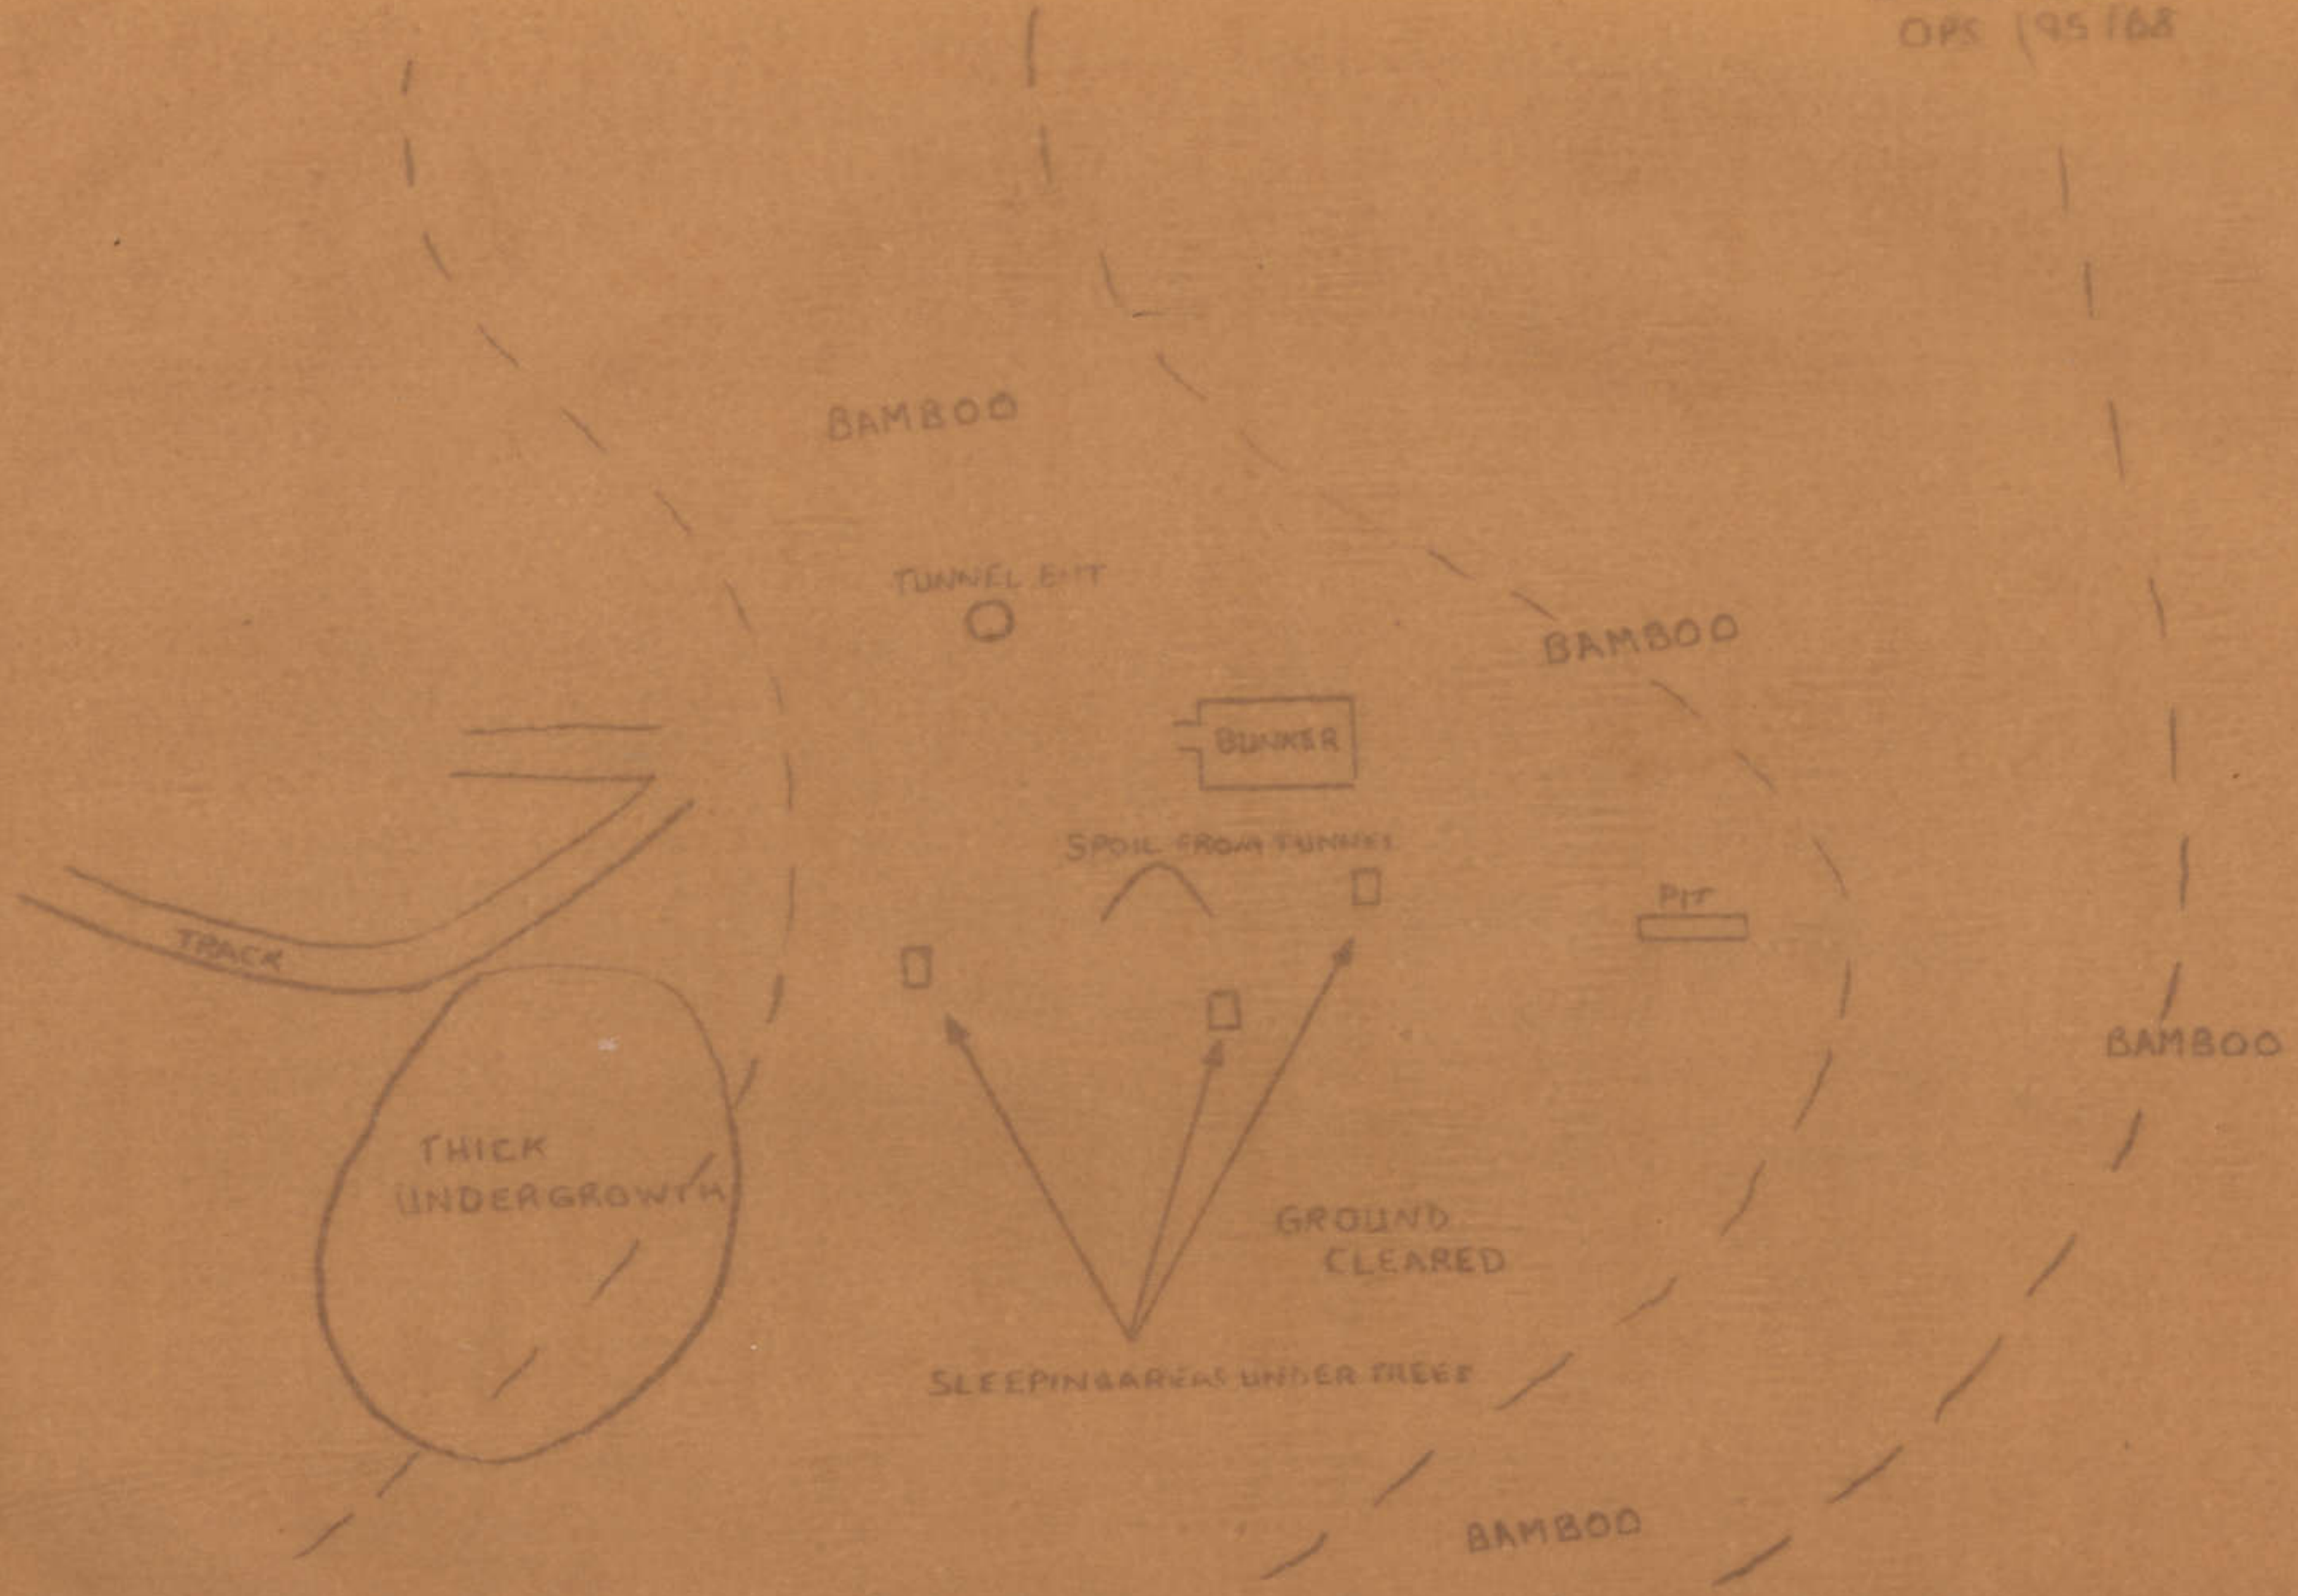 OPS 195/68
BAMBOO
TUNNEL ENT
BAMBOO
BUNKER
SPOIL FROM TUNNEL
PIT
TRACK
BAMBOO
THICK
UNDERGROWTH
GROUND
CLEARED
SLEEPING AREAS UNDER TREES
BAMBOO